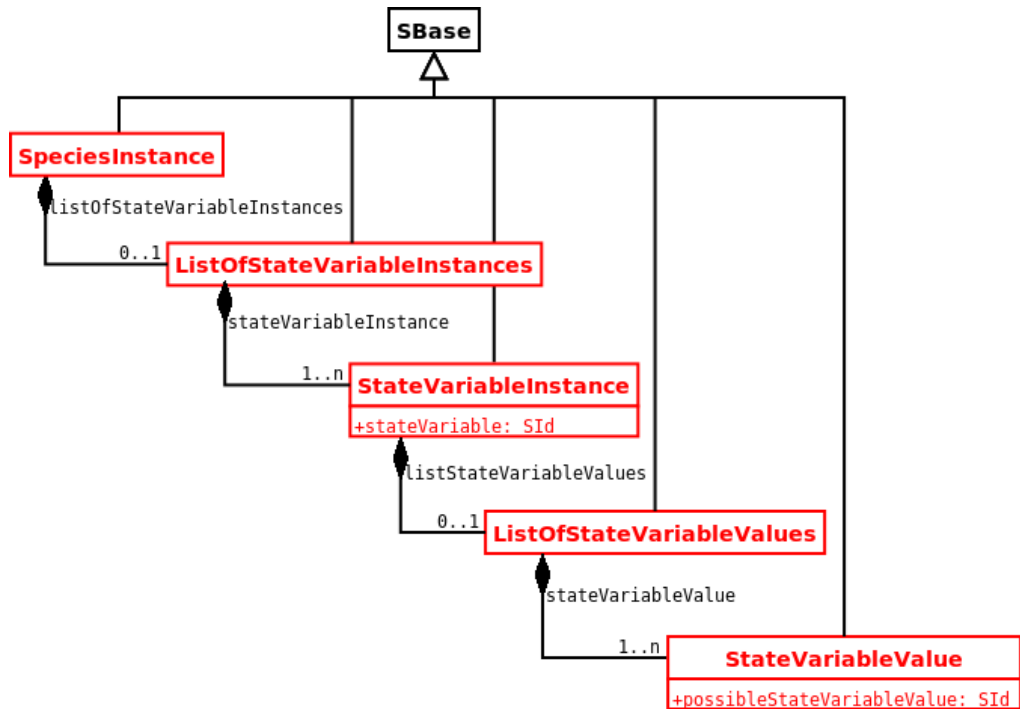 SBase
SpeciesInstance
listOfStateVariableInstances
0..1
ListOfStateVariableInstances
stateVariableInstance
1..n
StateVariableInstance
+stateVariable: SId
listStateVariableValues
0..1
ListOfStateVariableValues
stateVariableValue
1..n
StateVariableValue
+possibleStateVariableValue: SId